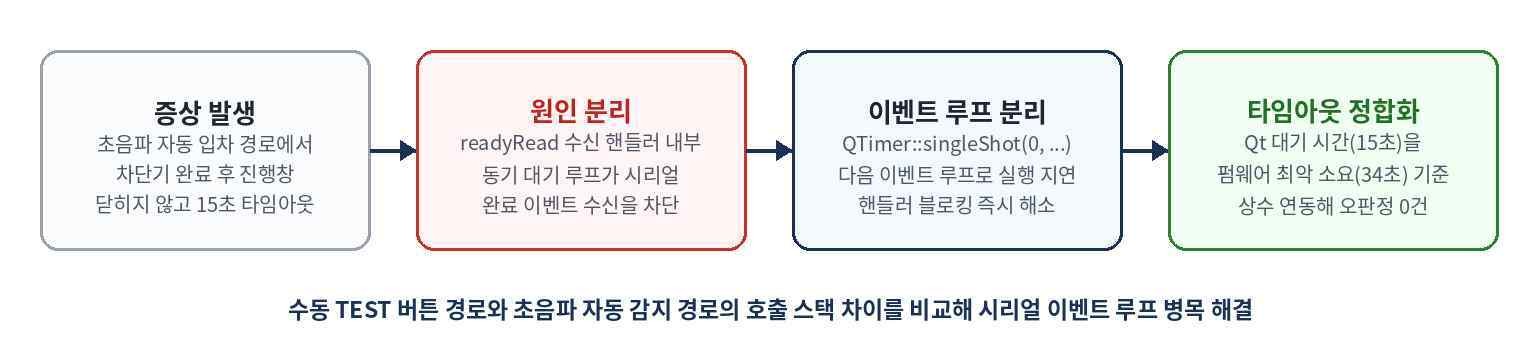 증상 발생
초음파 자동 입차 경로에서
차단기 완료 후 진행창
닫히지 않고 15초 타임아웃
원인 분리
readyRead 수신 핸들러 내부
동기 대기 루프가 시리얼
완료 이벤트 수신을 차단
이벤트 루프 분리
QTimer::singleShot(0, ...)
다음 이벤트 루프로 실행 지연
핸들러 블로킹 즉시 해소
타임아웃 정합화
Qt 대기 시간(15초)을
펌웨어 최악 소요(34초) 기준
상수 연동해 오판정 0건
수동 TEST 버튼 경로와 초음파 자동 감지 경로의 호출 스택 차이를 비교해 시리얼 이벤트 루프 병목 해결